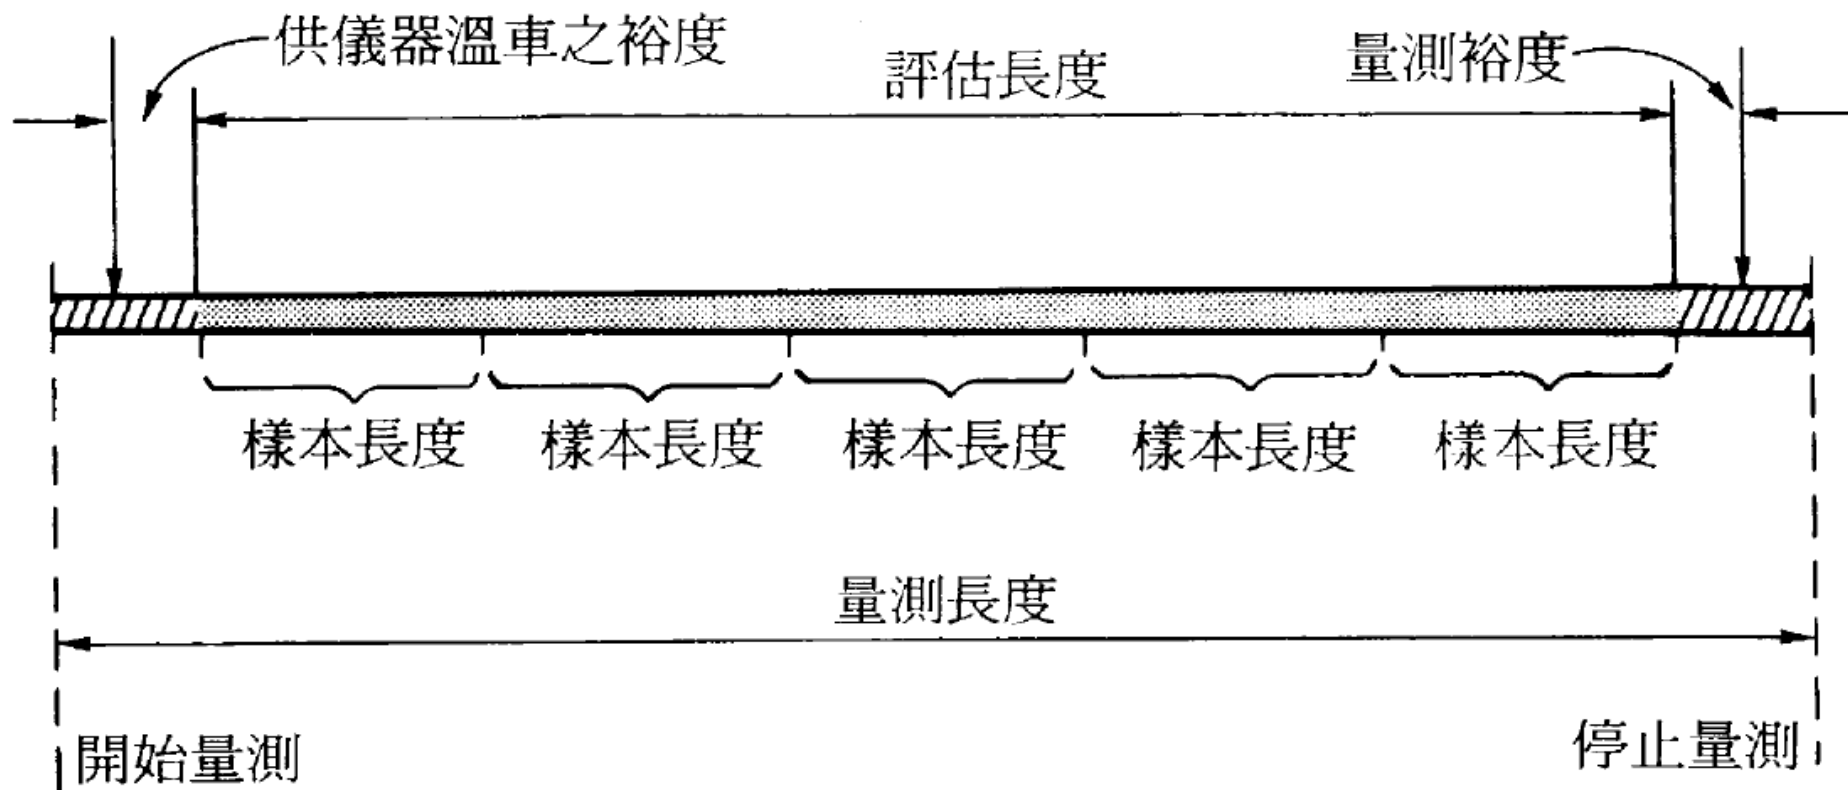 供儀器溫車之裕度
評估長度
量測裕度
樣本長度
樣本長度
樣本長度
樣本長度
樣本長度
量測長度
開始量測
停止量測